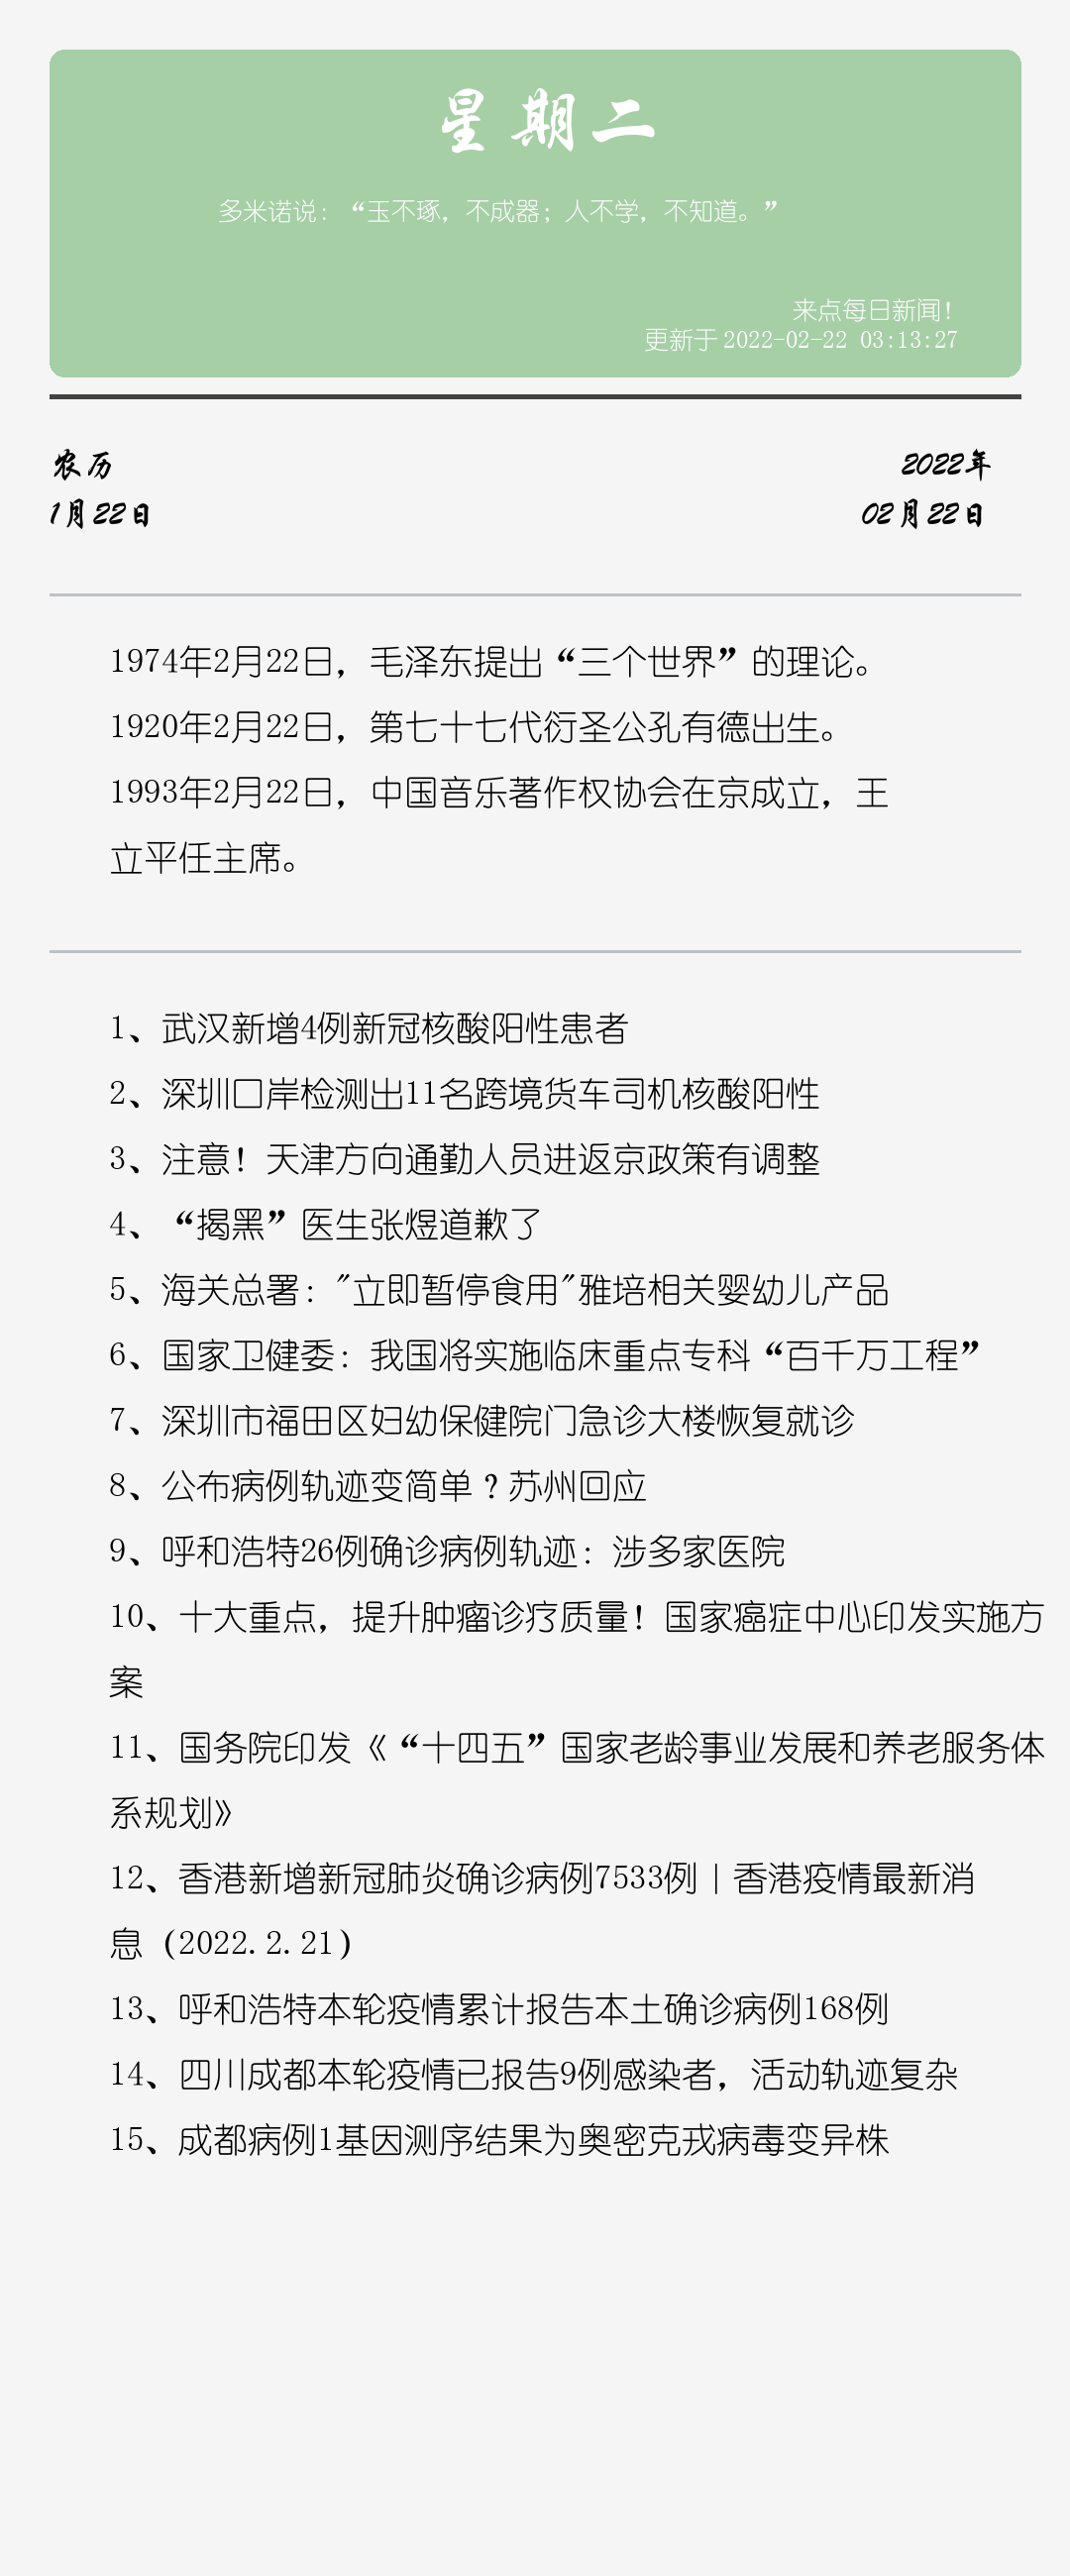 星期二
多米诺说：“玉不琢，不成器；人不学，不知道。”
来点每日新闻！
更新于 2022-02-22 03:13:27
农历
2022年
1月22日
02月22日
1974年2月22日，毛泽东提出“三个世界”的理论。
1920年2月22日，第七十七代衍圣公孔有德出生。
1993年2月22日，中国音乐著作权协会在京成立，王
立平任主席。
1、武汉新增4例新冠核酸阳性患者
2、深圳口岸检测出11名跨境货车司机核酸阳性
3、注意！天津方向通勤人员进返京政策有调整
4、“揭黑”医生张煜道歉了
5、海关总署："立即暂停食用"雅培相关婴幼儿产品
6、国家卫健委：我国将实施临床重点专科“百千万工程”
7、深圳市福田区妇幼保健院门急诊大楼恢复就诊
8、公布病例轨迹变简单？苏州回应
9、呼和浩特26例确诊病例轨迹：涉多家医院
10、十大重点，提升肿瘤诊疗质量！国家癌症中心印发实施方
案
11、国务院印发《“十四五”国家老龄事业发展和养老服务体
系规划》
12、香港新增新冠肺炎确诊病例7533例｜香港疫情最新消
息（2022.2.21）
13、呼和浩特本轮疫情累计报告本土确诊病例168例
14、四川成都本轮疫情已报告9例感染者，活动轨迹复杂
15、成都病例1基因测序结果为奥密克戎病毒变异株